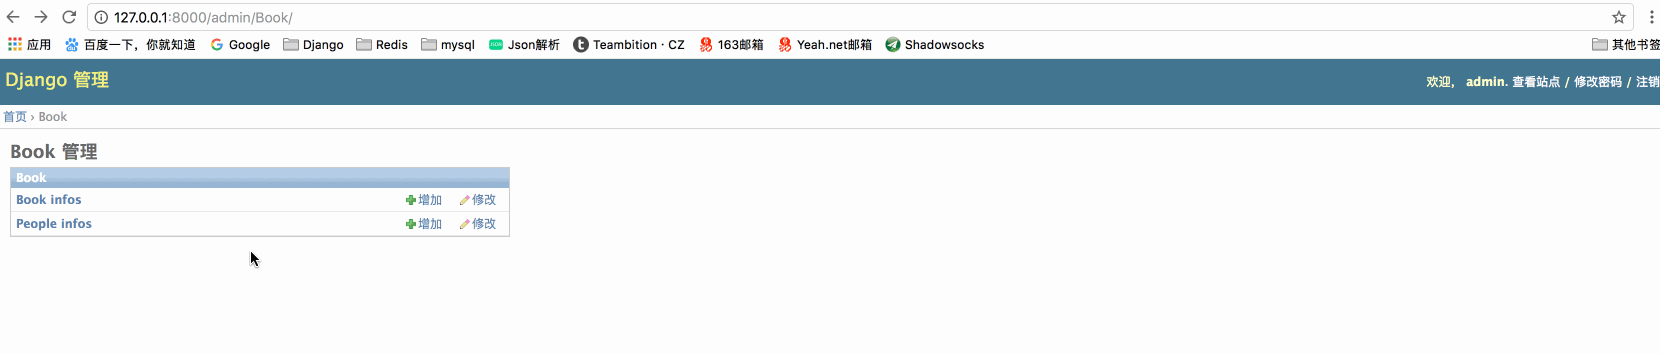 127.0.0.1:8000/admin/Book/
应用 百度一下，你就知道 Google Django Redis mysql Json解析 Teambition · CZ 163邮箱 Yeah.net邮箱 Shadowsocks 其他书签
Django 管理 欢迎， admin. 查看站点 / 修改密码 / 注销
首页 › Book
Book 管理
Book
Book infos 增加 修改
People infos 增加 修改